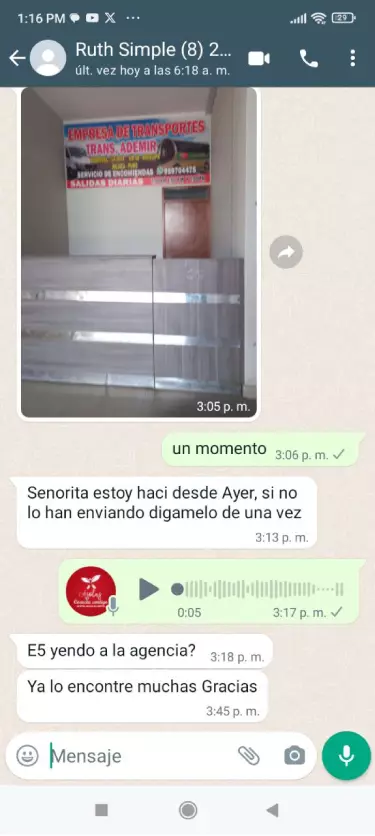 1:16 PM ··· 29
Ruth Simple (8) 2...
últ. vez hoy a las 6:18 a. m.
EMPRESA DE TRANSPORTES
TRANS. ADEMIR
SERVICIO DE ENCOMIENDAS
SALIDAS DIARIAS
3:05 p. m.
un momento 3:06 p. m.
Senorita estoy haci desde Ayer, si no
lo han enviando digamelo de una vez
3:13 p. m.
0:05 3:17 p. m.
E5 yendo a la agencia? 3:18 p. m.
Ya lo encontre muchas Gracias
3:45 p. m.
Mensaje